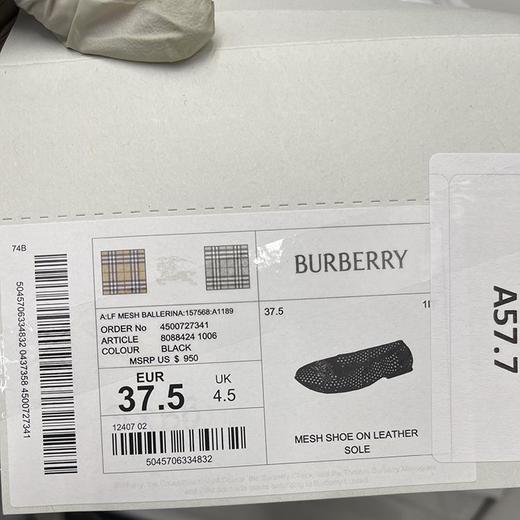 74B
5045706334832 0437358 4500727341
BURBERRY
A:LF MESH BALLERINA:157568:A1189
ORDER No 4500727341
ARTICLE 8088424 1006
COLOUR BLACK
MSRP US $ 950
EUR UK
37.5 4.5
12407 02
5045706334832
37.5
MESH SHOE ON LEATHER
SOLE
A57.7